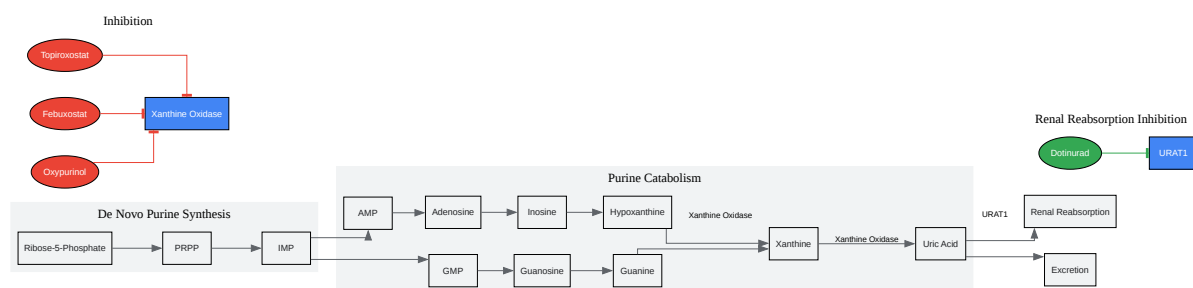 Inhibition
Topiroxostat
Febuxostat
Xanthine Oxidase
Oxypurinol
Renal Reabsorption Inhibition
Dotinurad
URAT1
De Novo Purine Synthesis
Ribose-5-Phosphate
PRPP
IMP
Purine Catabolism
AMP
Adenosine
Inosine
Hypoxanthine
Xanthine Oxidase
GMP
Guanosine
Guanine
Xanthine
Xanthine Oxidase
Uric Acid
URAT1
Renal Reabsorption
Excretion